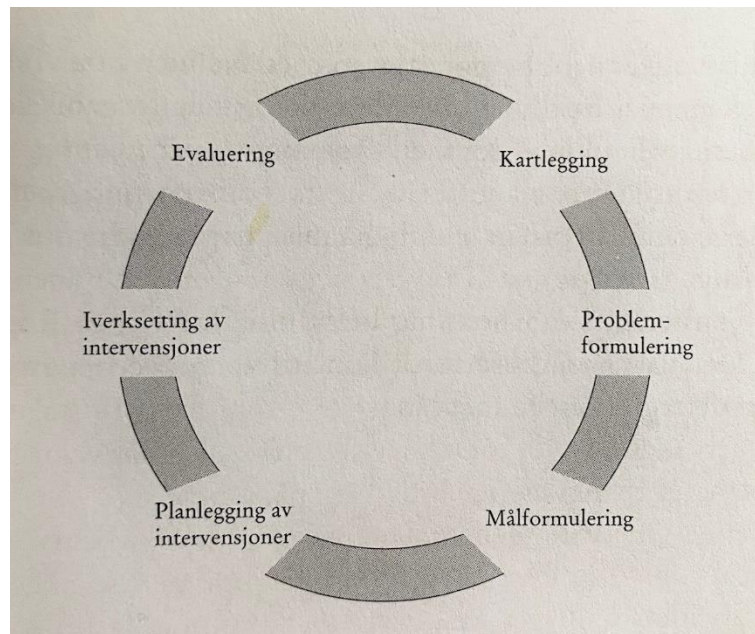 Evaluering
Kartlegging
Iverksetting av
intervensjoner
Problem-
formulering
Planlegging av
intervensjoner
Målformulering